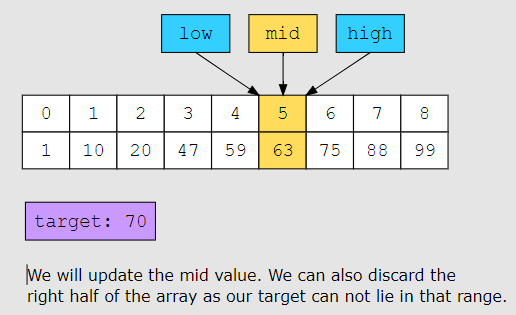 low mid high
0 1 2 3 4 5 6 7 8
1 10 20 47 59 63 75 88 99
target: 70
We will update the mid value. We can also discard the
right half of the array as our target can not lie in that range.